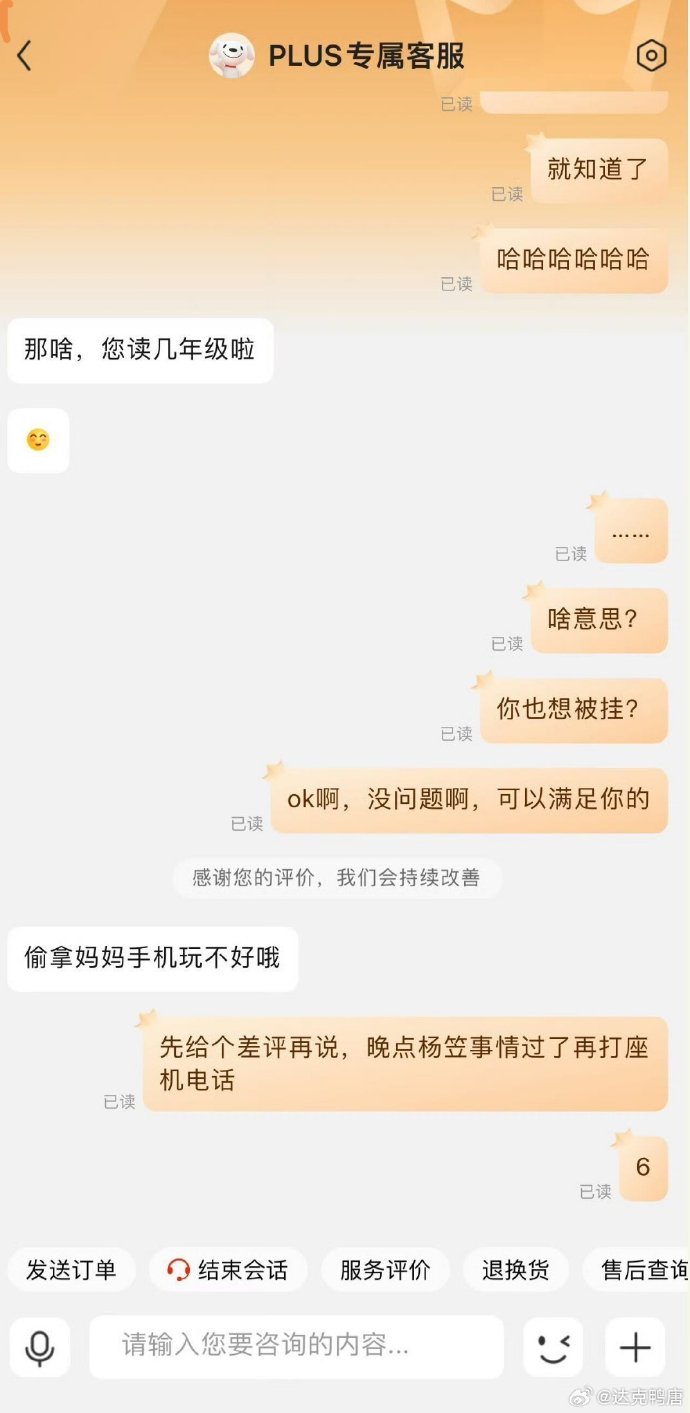 PLUS专属客服
已读
就知道了
已读
哈哈哈哈哈哈
已读
那啥，您读几年级啦
……
已读
啥意思？
已读
你也想被挂？
已读
ok啊，没问题啊，可以满足你的
已读
感谢您的评价，我们会持续改善
偷拿妈妈手机玩不好哦
先给个差评再说，晚点杨笠事情过了再打座
机电话
已读
6
已读
发送订单
结束会话
服务评价
退换货
售后查询
请输入您要咨询的内容...
@达克鸭唐